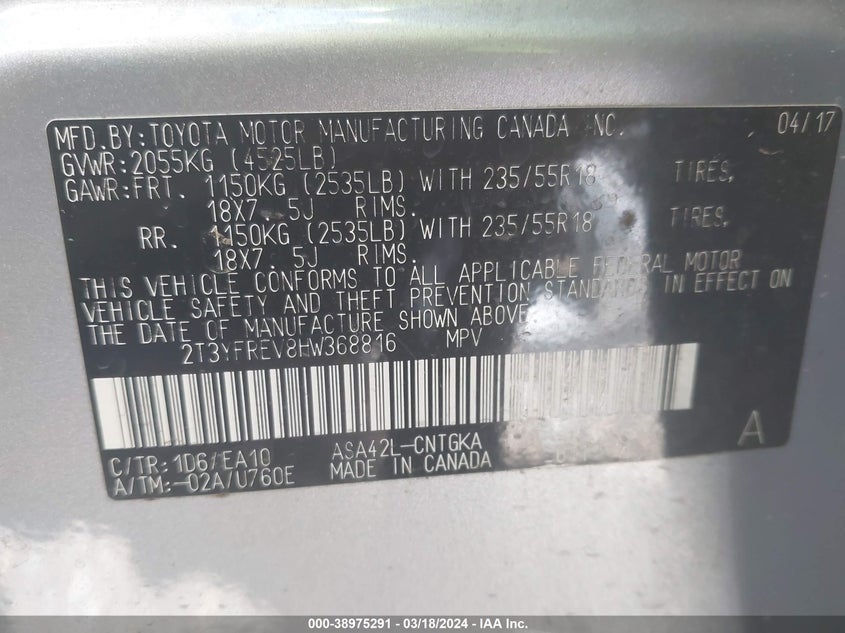 MFD.BY:TOYOTA MOTOR MANUFACTURING CANADA INC. 04/17
GVWR:2055KG (4525LB)
GAWR:FRT. 1150KG (2535LB) WITH 235/55R18 TIRES,
18X7.5J RIMS.
RR. 1150KG (2535LB) WITH 235/55R18 TIRES,
18X7.5J RIMS.
THIS VEHICLE CONFORMS TO ALL APPLICABLE FEDERAL MOTOR
VEHICLE SAFETY AND THEFT PREVENTION STANDARDS IN EFFECT ON
THE DATE OF MANUFACTURE SHOWN ABOVE.
2T3YFREV8HW368816 MPV
C/TR:1D6/EA10 ASA42L-CNTGKA A
A/TM:-02A/U760E MADE IN CANADA
000-38975291 - 03/18/2024 - IAA Inc.